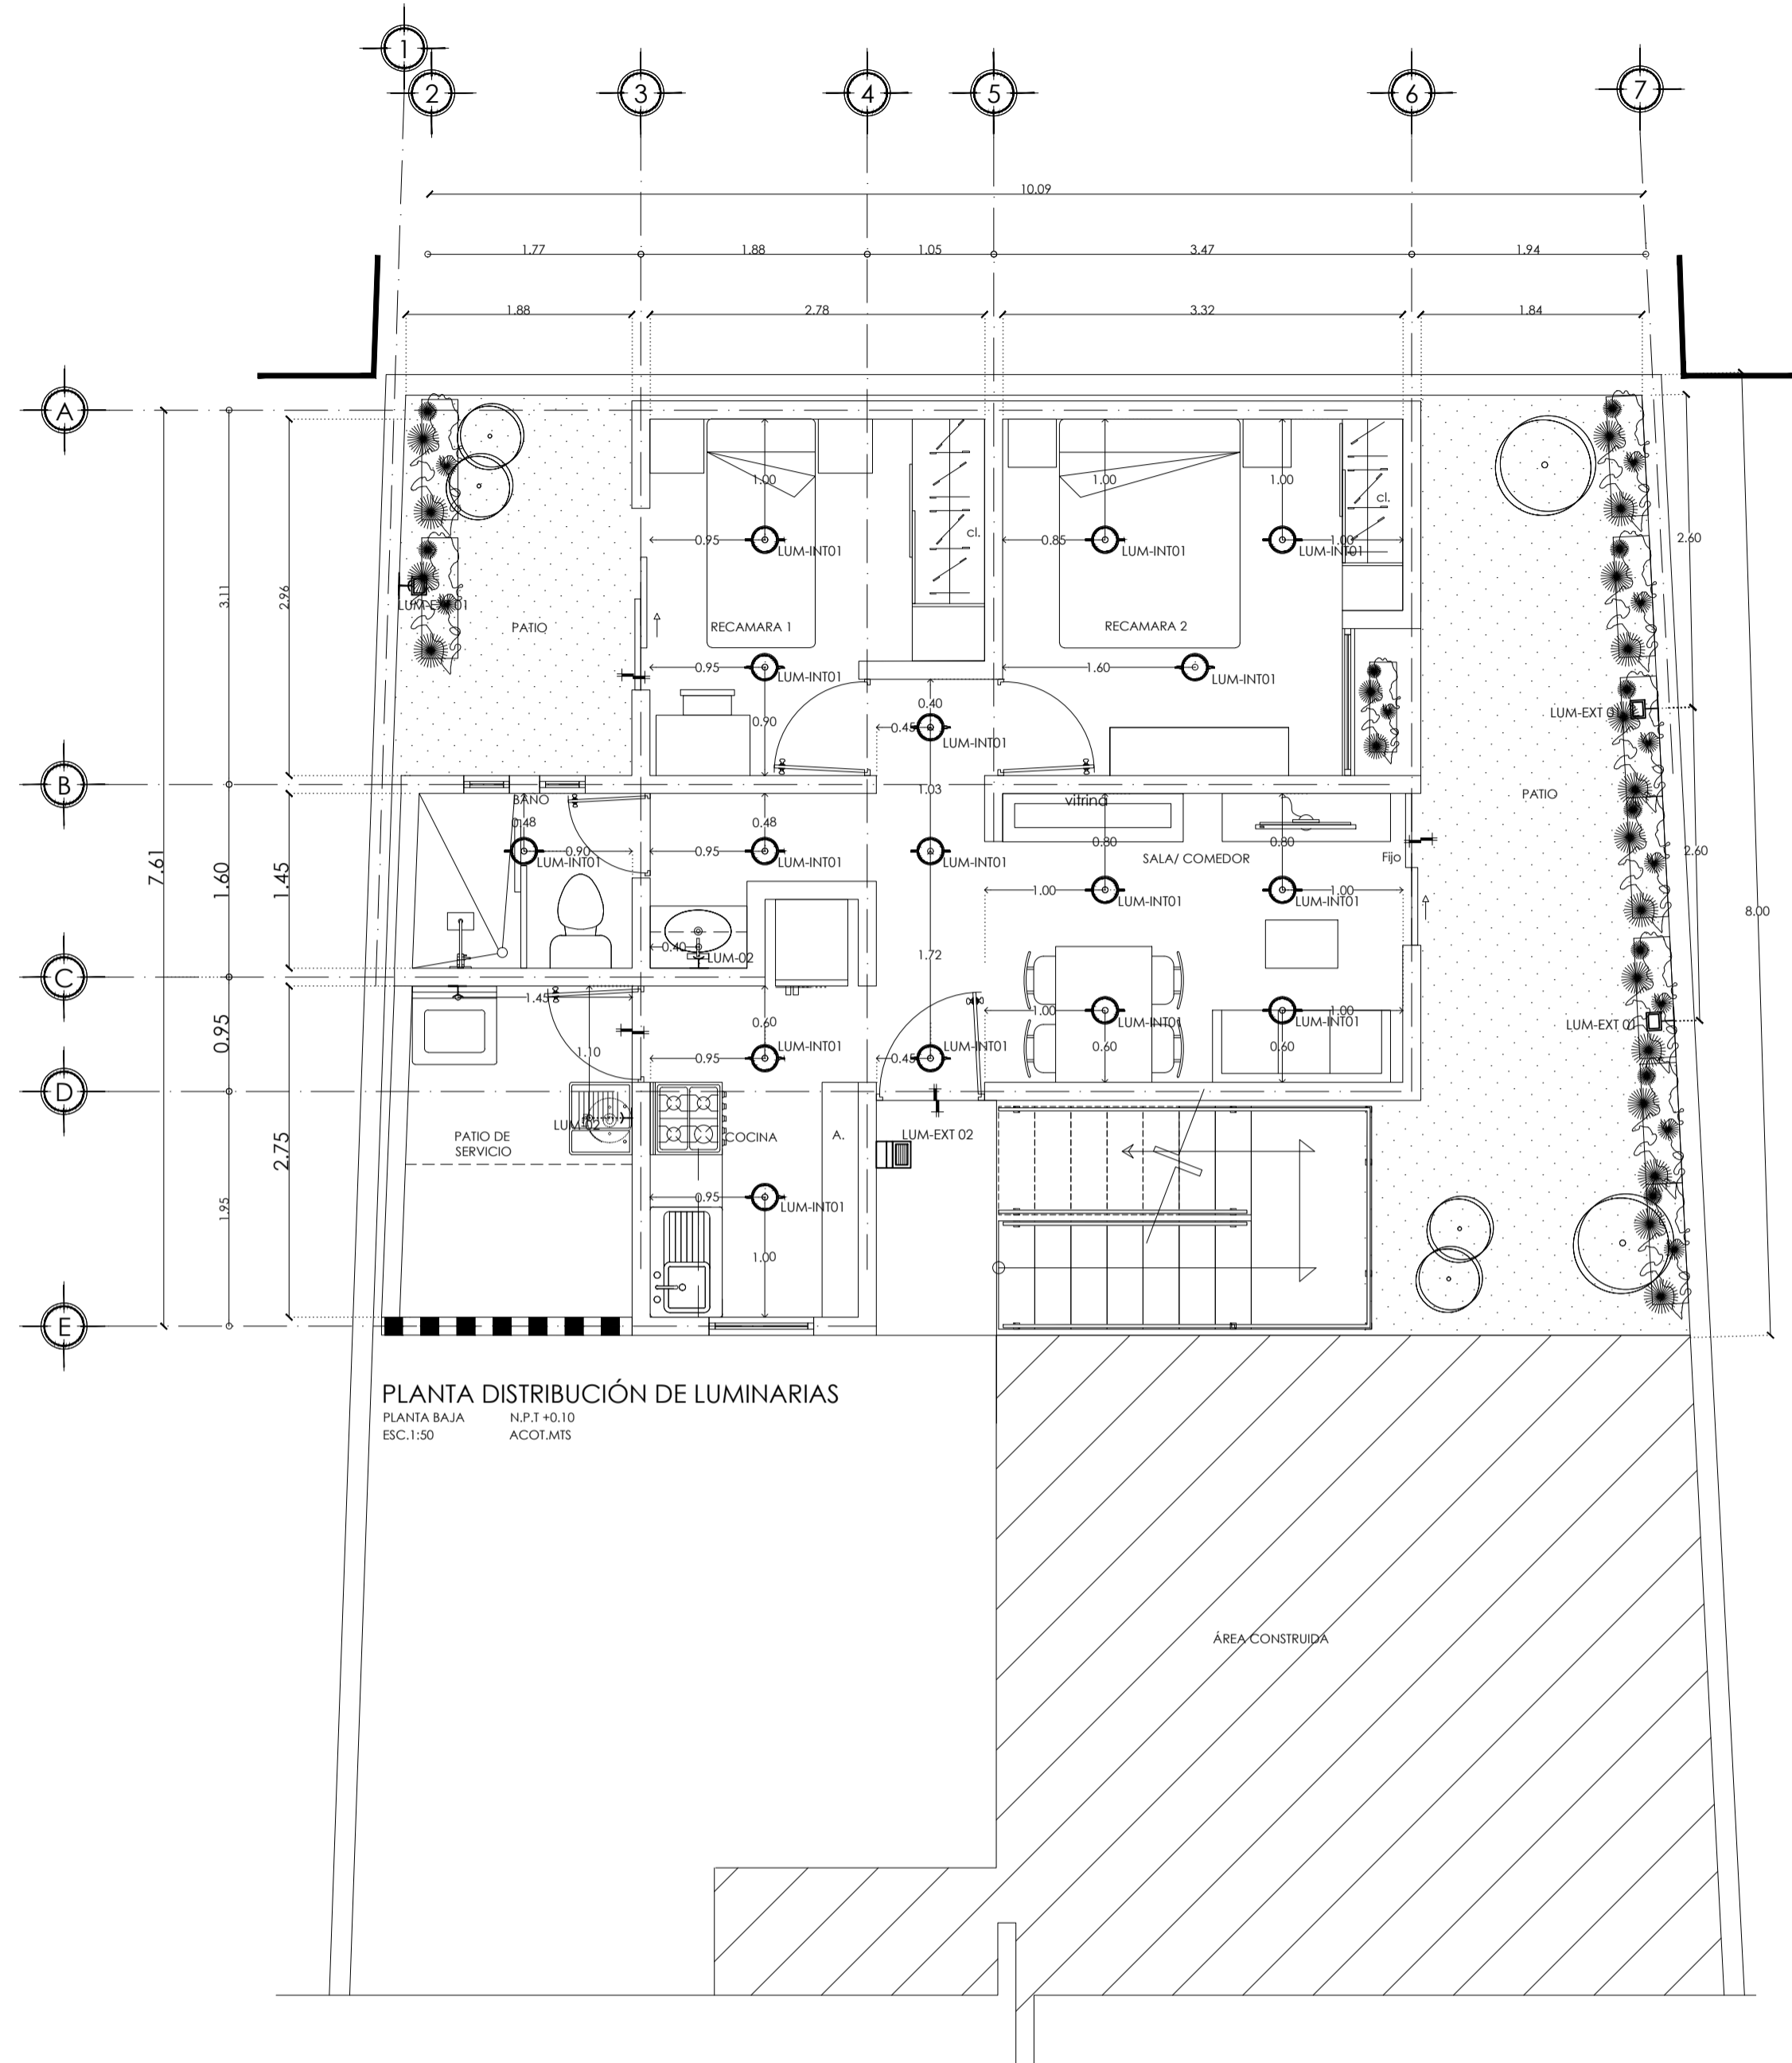 1
2
3
4
5
6
7
10.09
1.77
1.88
1.05
3.47
1.94
1.88
2.78
3.32
1.84
A
B
C
D
E
7.61
3.11
1.60
0.95
1.95
2.96
1.45
2.75
1.00
1.00
1.00
cl.
cl.
0.95
LUM-INT01
0.85
LUM-INT01
1.00
LUM-INT01
2.60
LUM-EXT 01
PATIO
RECAMARA 1
RECAMARA 2
0.95
LUM-INT01
1.60
LUM-INT01
0.90
0.40
0.45
LUM-INT01
LUM-EXT 01
1.03
PATIO
BAÑO
vitrina
0.48
0.48
0.90
LUM-INT01
0.95
LUM-INT01
LUM-INT01
0.80
0.80
SALA/ COMEDOR
Fijo
2.60
1.00
LUM-INT01
1.00
LUM-INT01
8.00
0.40
LUM-02
1.72
1.45
0.60
1.00
LUM-INT01
1.00
LUM-INT01
LUM-EXT 01
1.10
0.95
LUM-INT01
0.45
LUM-INT01
0.60
0.60
LUM-02
PATIO DE
SERVICIO
COCINA
A.
LUM-EXT 02
0.95
LUM-INT01
1.00
PLANTA DISTRIBUCIÓN DE LUMINARIAS
PLANTA BAJA N.P.T +0.10
ESC.1:50 ACOT.MTS
ÁREA CONSTRUIDA